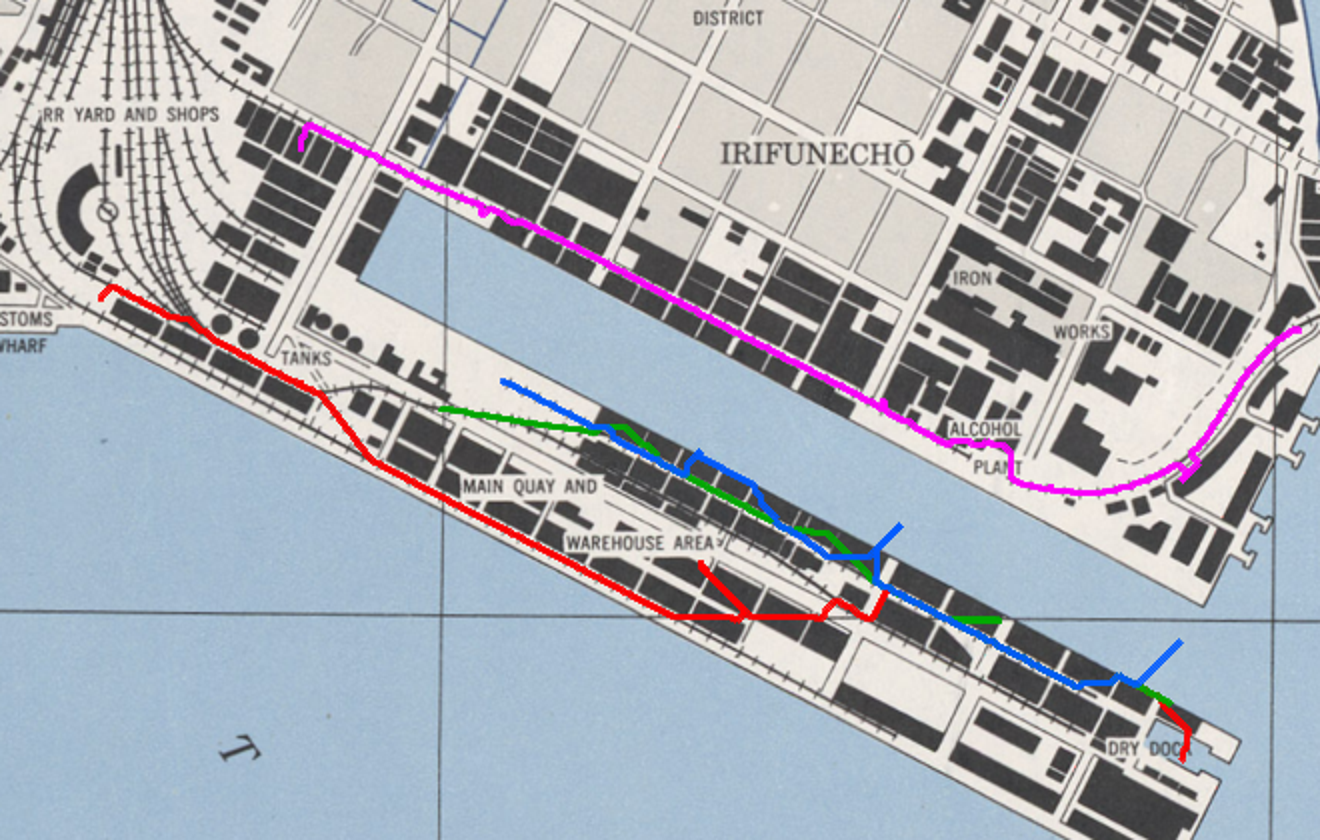 DISTRICT
RR YARD AND SHOPS
IRIFUNECHŌ
IRON
WORKS
STOMS
WHARF
TANKS
ALCOHOL
PLANT
MAIN QUAY AND
WAREHOUSE AREA
DRY DOCK
T